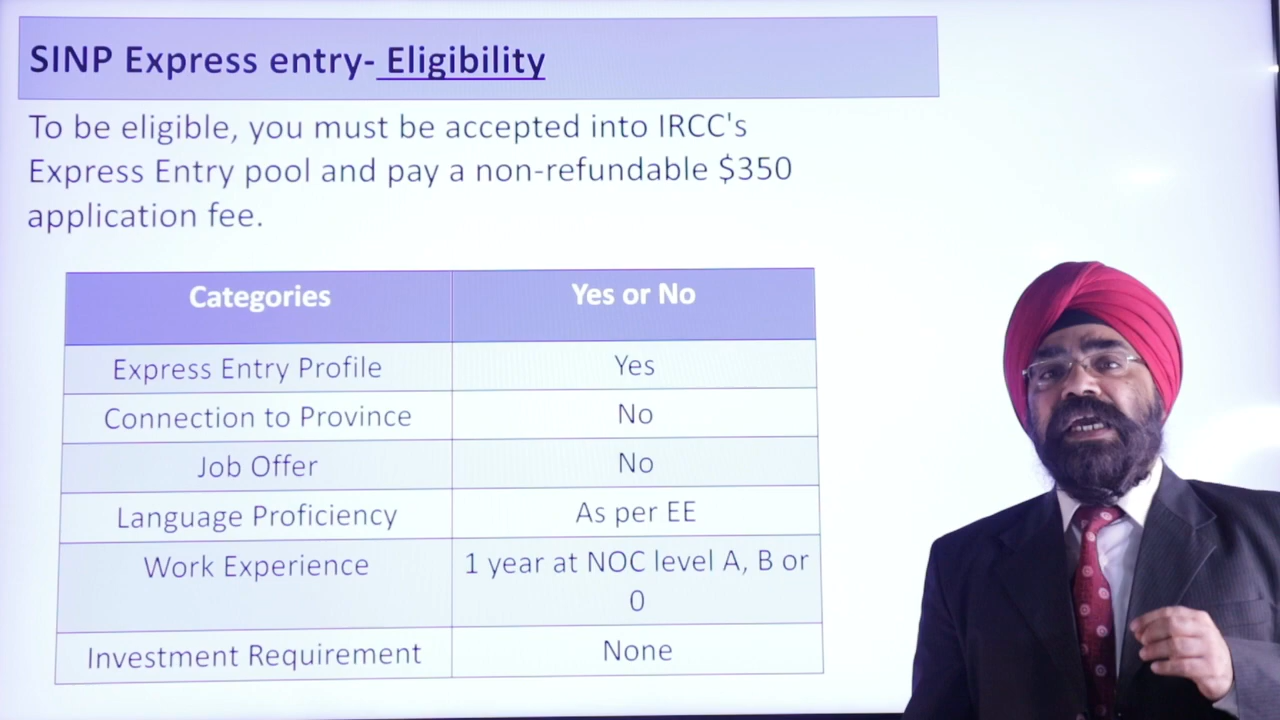 SINP Express entry- Eligibility
To be eligible, you must be accepted into IRCC's
Express Entry pool and pay a non-refundable $350
application fee.
Categories Yes or No
Express Entry Profile Yes
Connection to Province No
Job Offer No
Language Proficiency As per EE
Work Experience 1 year at NOC level A, B or
0
Investment Requirement None